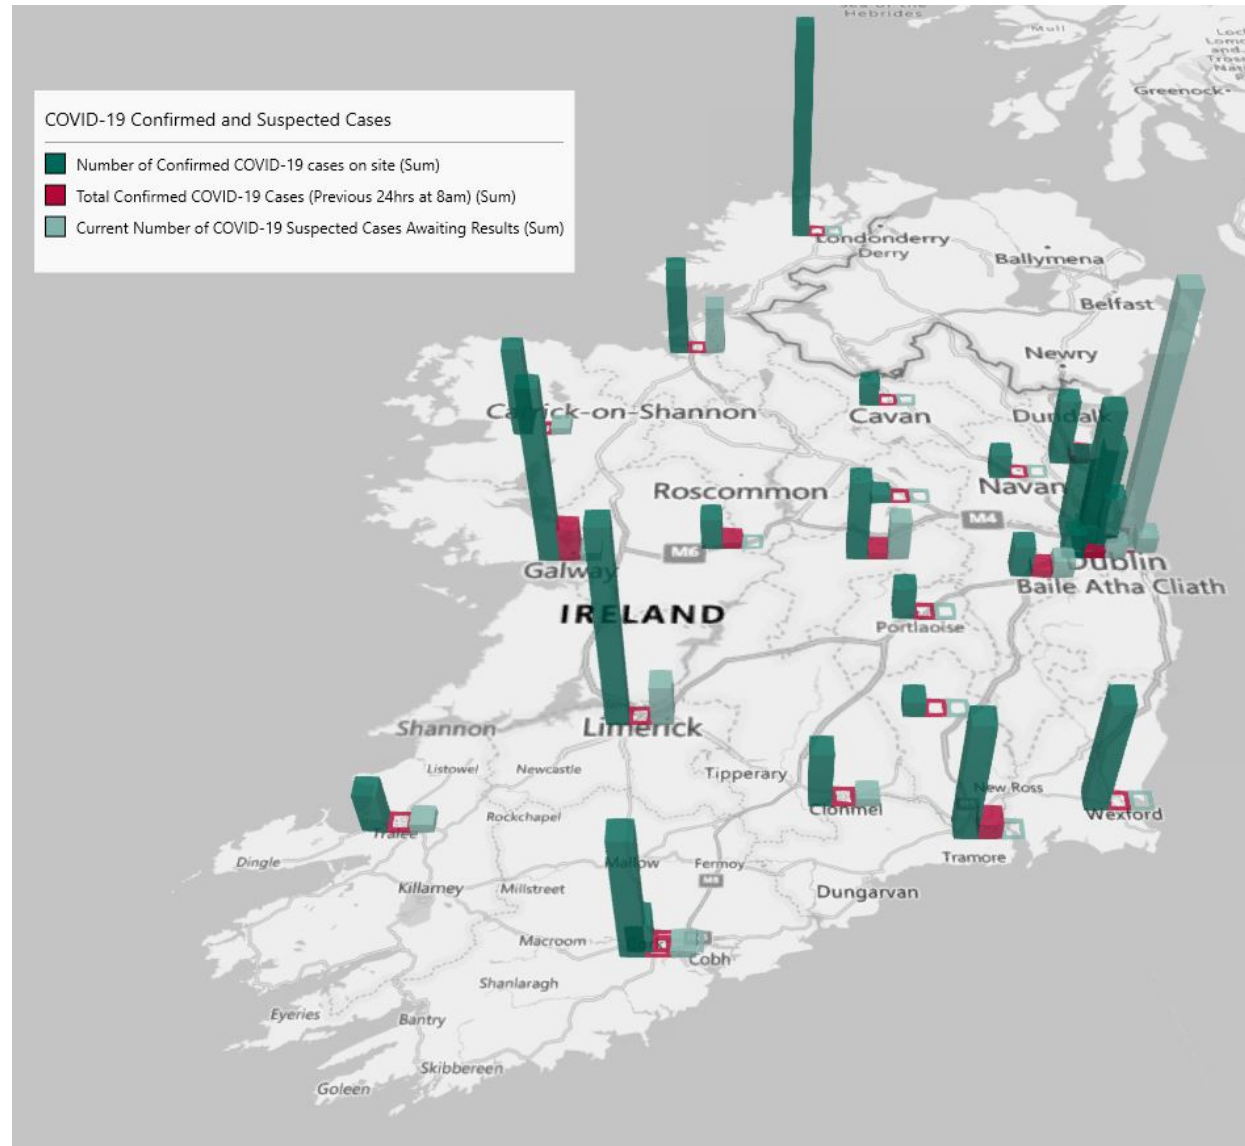 Sea of the
Hebrides
Mull
Greenock
COVID-19 Confirmed and Suspected Cases
Number of Confirmed COVID-19 cases on site (Sum)
Total Confirmed COVID-19 Cases (Previous 24hrs at 8am) (Sum)
Current Number of COVID-19 Suspected Cases Awaiting Results (Sum)
Londonderry
Derry
Ballymena
Belfast
Newry
Carrick-on-Shannon
Cavan
Dundalk
Roscommon
Navan
M4
M6
Galway
Dublin
Baile Atha Cliath
IRELAND
Portlaoise
Shannon
Limerick
Listowel
Newcastle
Tipperary
New Ross
Rockchapel
Clonmel
Wexford
Tralee
Tramore
Dingle
Mallow
Fermoy
Killarney
Millstreet
M8
Dungarvan
Macroom
Cobh
Shanlaragh
Eyeries
Bantry
Skibbereen
Goleen